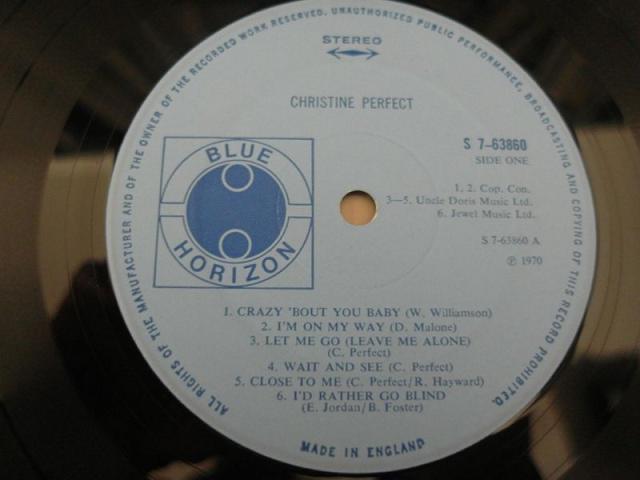 ALL RIGHTS OF THE MANUFACTURER AND OF THE OWNER OF THE RECORDED WORK RESERVED. UNAUTHORIZED PUBLIC PERFORMANCE, BROADCASTING AND COPYING OF THIS RECORD PROHIBITED.
STEREO
CHRISTINE PERFECT
S 7-63860
SIDE ONE
BLUE
HORIZON
1, 2. Cop. Con.
3—5. Uncle Doris Music Ltd.
6. Jewel Music Ltd.
S 7-63860 A
℗ 1970
1. CRAZY 'BOUT YOU BABY (W. Williamson)
2. I'M ON MY WAY (D. Malone)
3. LET ME GO (LEAVE ME ALONE)
(C. Perfect)
4. WAIT AND SEE (C. Perfect)
5. CLOSE TO ME (C. Perfect/R. Hayward)
6. I'D RATHER GO BLIND
(E. Jordan/B. Foster)
MADE IN ENGLAND